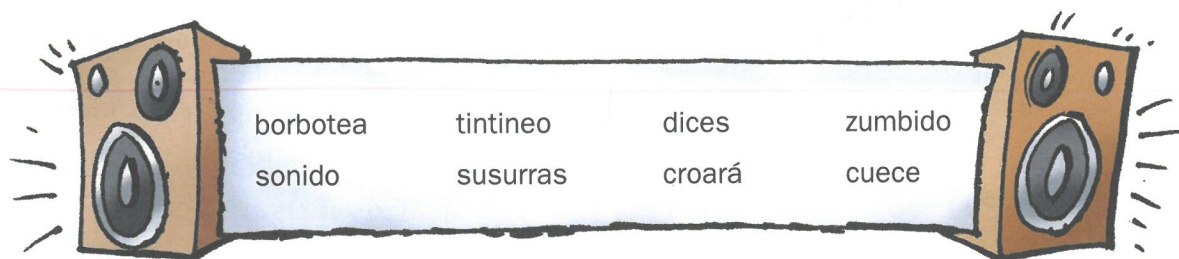 borbotea tintineo dices zumbido
sonido susurras croará cuece